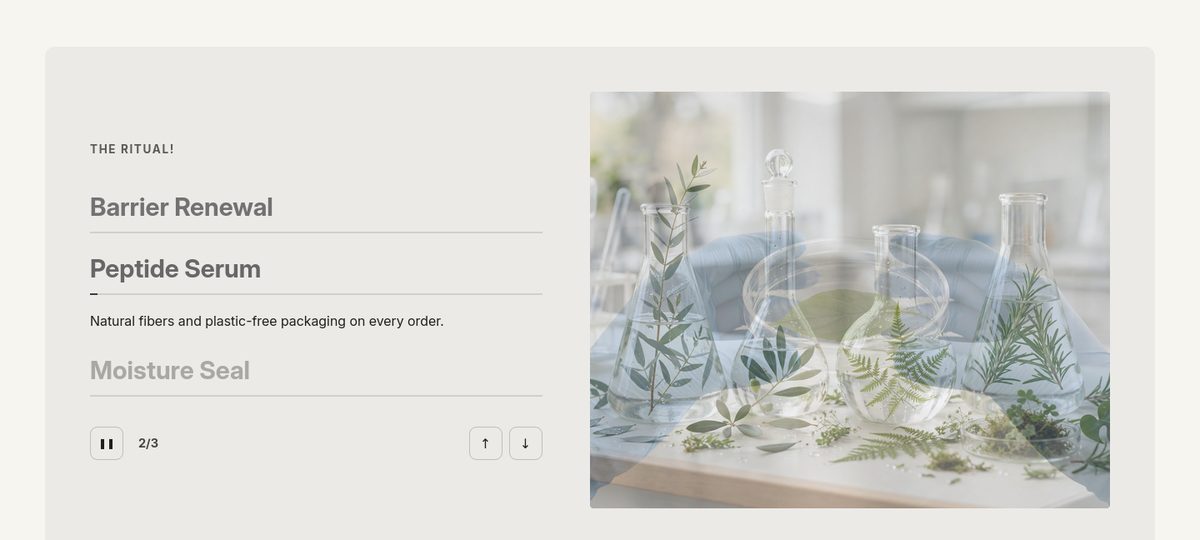 THE RITUAL!
Barrier Renewal
Peptide Serum
Natural fibers and plastic-free packaging on every order.
Moisture Seal
2/3